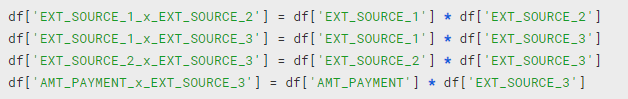 df['EXT_SOURCE_1_x_EXT_SOURCE_2'] = df['EXT_SOURCE_1'] * df['EXT_SOURCE_2']
df['EXT_SOURCE_1_x_EXT_SOURCE_3'] = df['EXT_SOURCE_1'] * df['EXT_SOURCE_3']
df['EXT_SOURCE_2_x_EXT_SOURCE_3'] = df['EXT_SOURCE_2'] * df['EXT_SOURCE_3']
df['AMT_PAYMENT_x_EXT_SOURCE_3'] = df['AMT_PAYMENT'] * df['EXT_SOURCE_3']